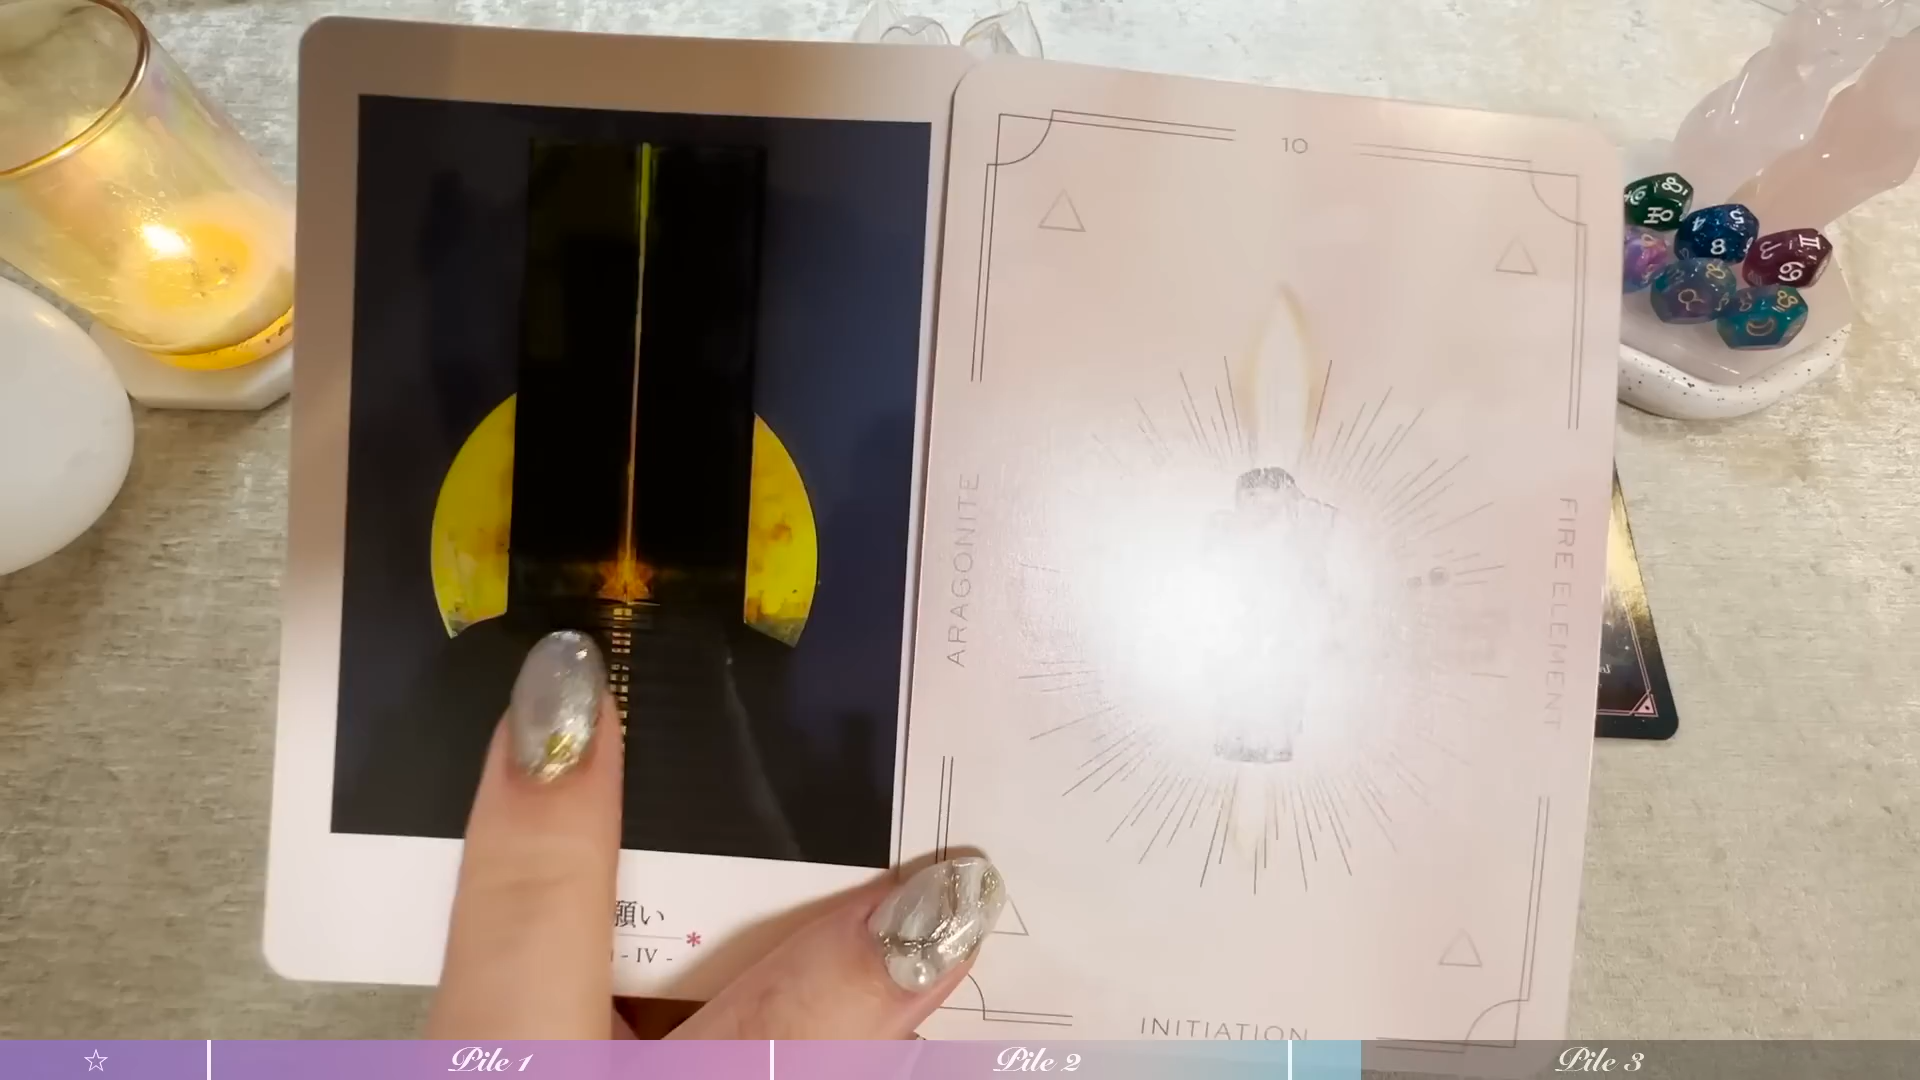 願い
- IV -
10
ARAGONITE
FIRE ELEMENT
INITIATION
☆ Pile 1 Pile 2 Pile 3